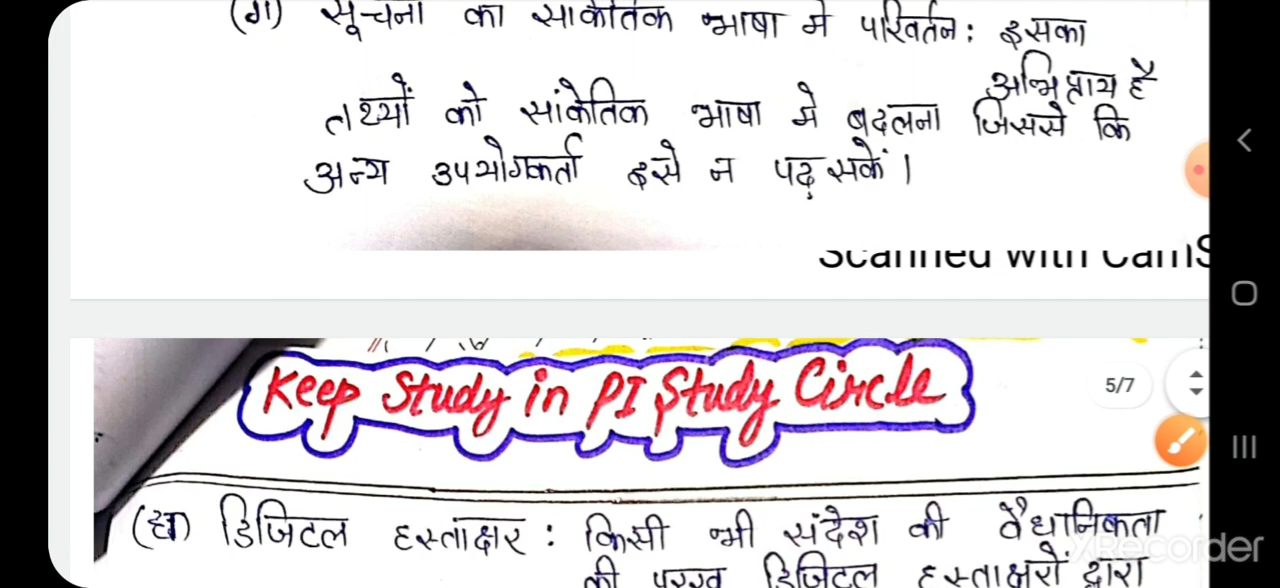 (ग) सूचना का सांकेतिक भाषा मे परिवर्तन : इसका
अभिप्राय है
तथ्यों को सांकेतिक भाषा मे बदलना जिससे कि
अन्य उपयोगकर्ता इसे न पढ़ सकें।
Scanned with CamS
Keep Study in PI Study Circle
5/7
(घ) डिजिटल हस्ताक्षर : किसी भी संदेश की वैधानिकता
की परख डिजिटल हस्ताक्षरों द्वारा
XRecorder